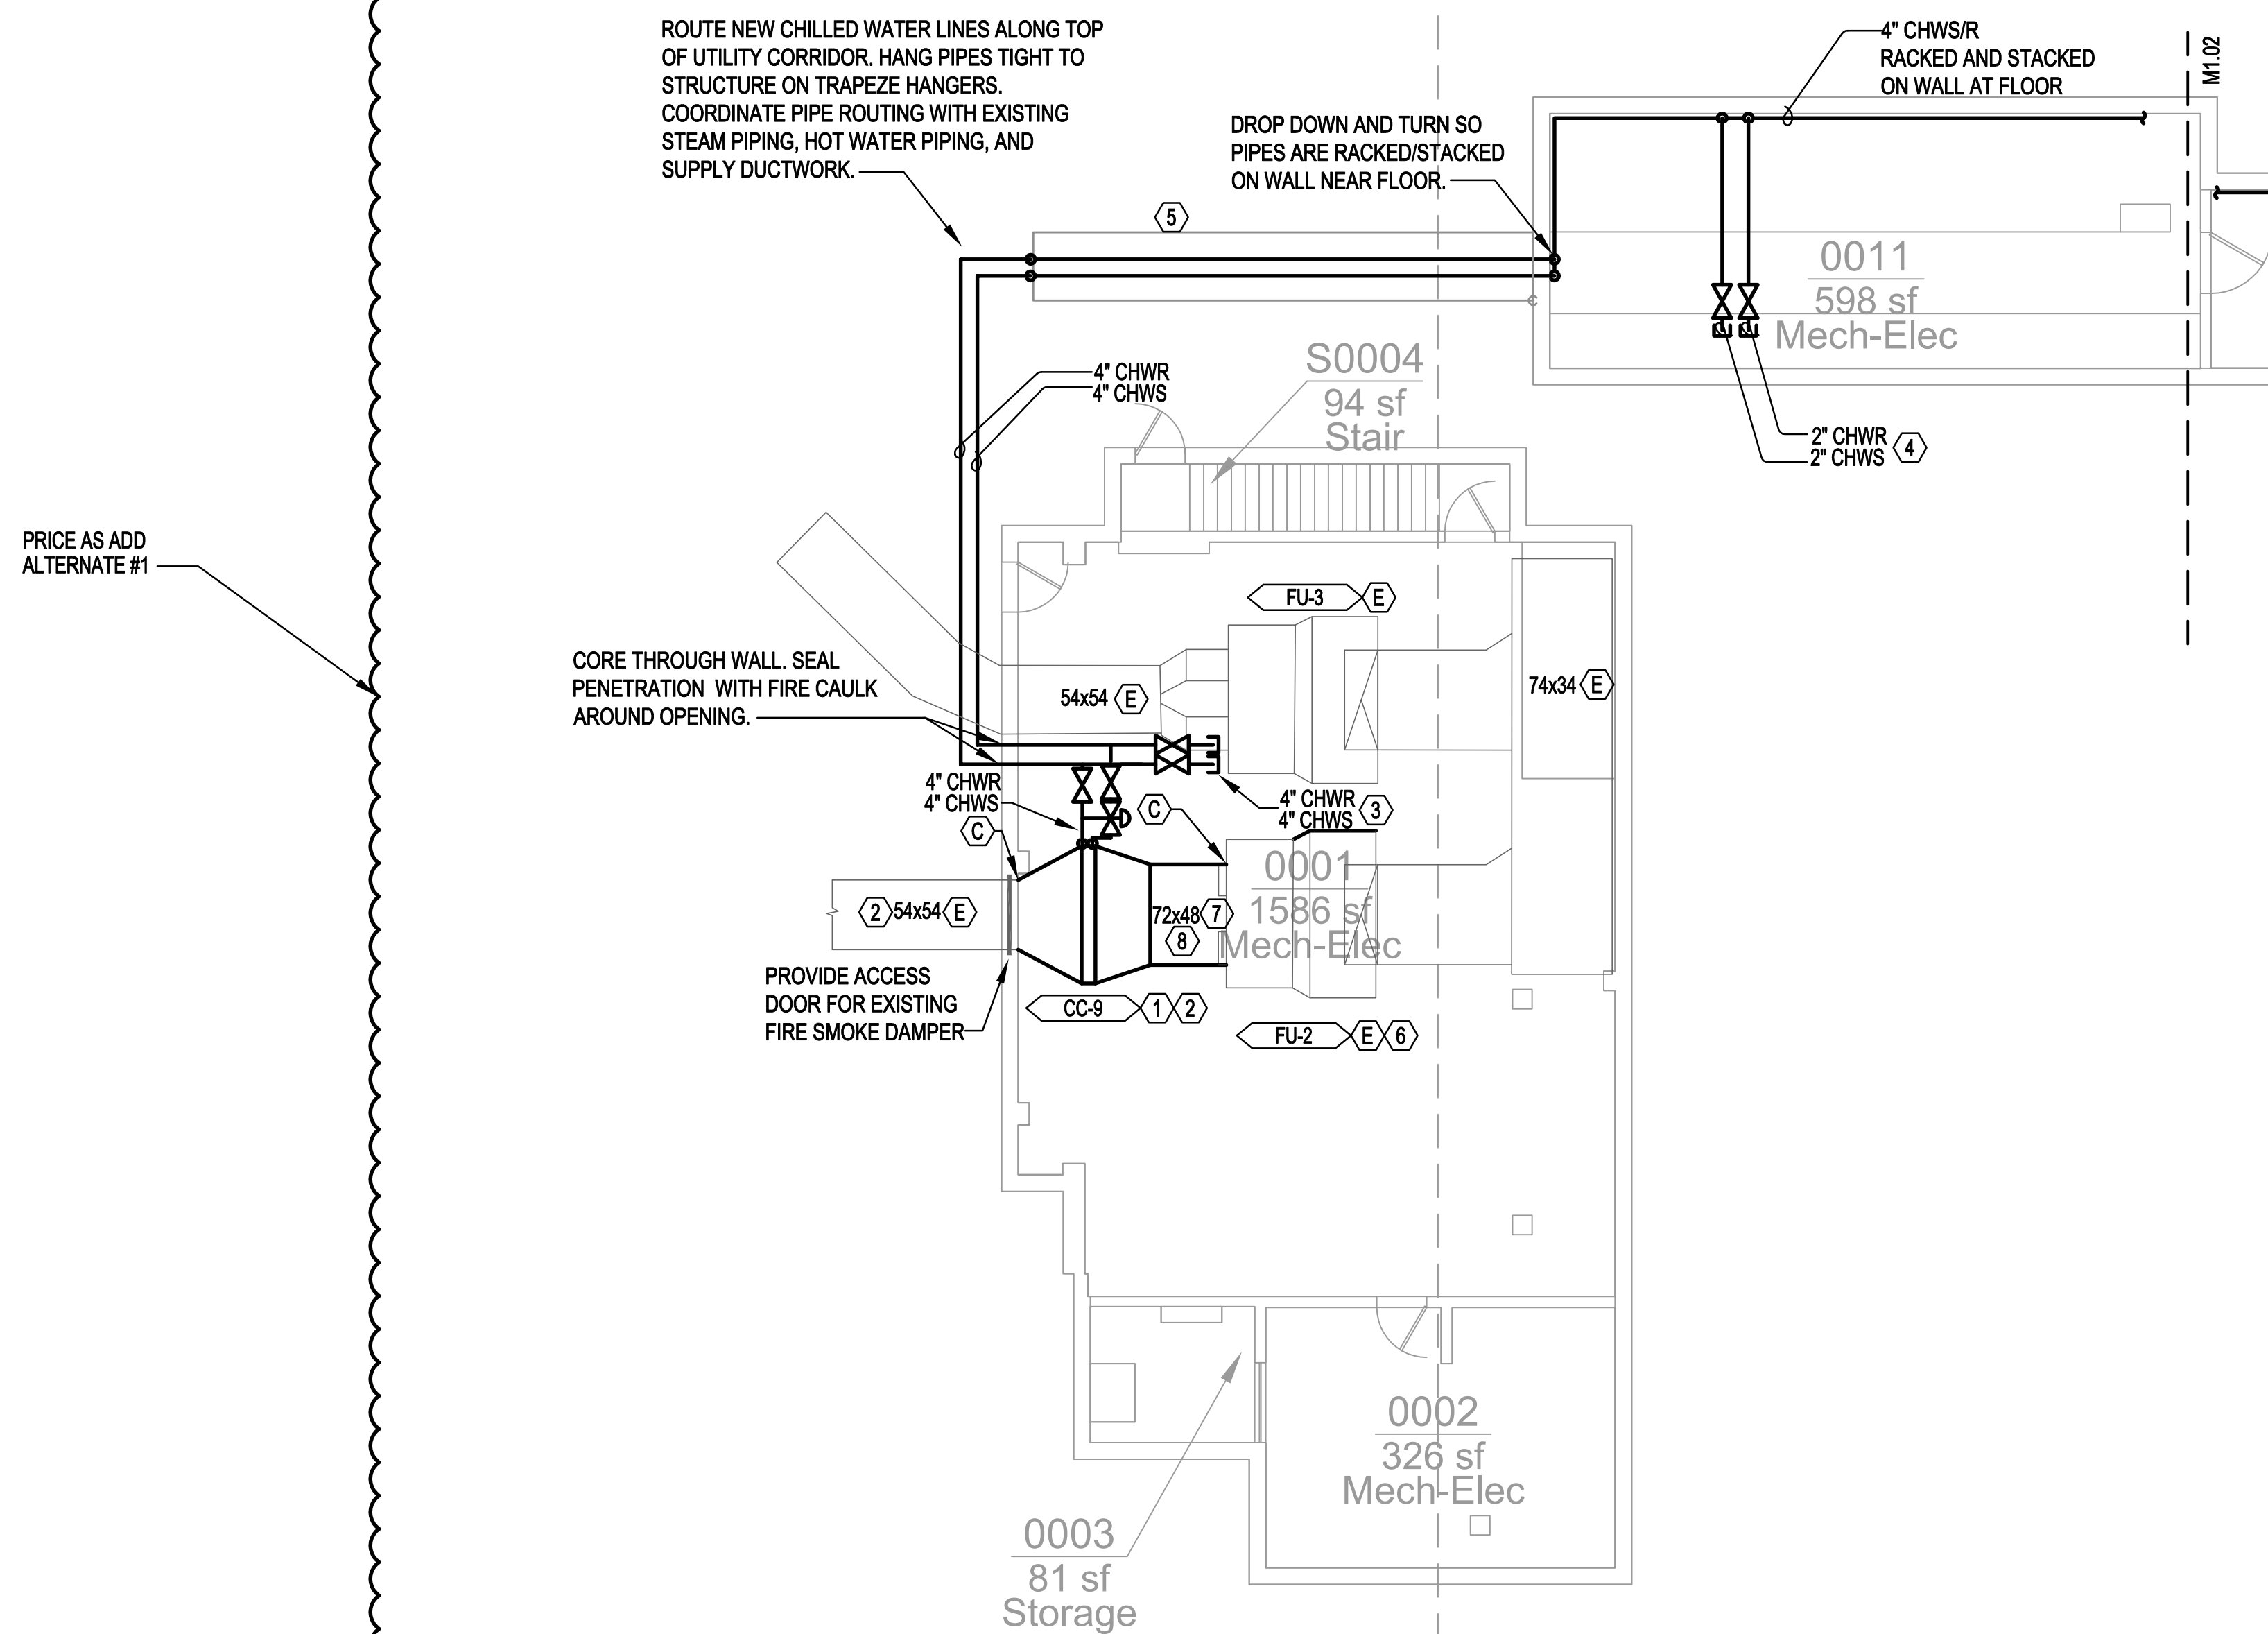 ROUTE NEW CHILLED WATER LINES ALONG TOP
OF UTILITY CORRIDOR. HANG PIPES TIGHT TO
STRUCTURE ON TRAPEZE HANGERS.
COORDINATE PIPE ROUTING WITH EXISTING
STEAM PIPING, HOT WATER PIPING, AND
SUPPLY DUCTWORK.
4" CHWS/R
RACKED AND STACKED
ON WALL AT FLOOR
M1.02
DROP DOWN AND TURN SO
PIPES ARE RACKED/STACKED
ON WALL NEAR FLOOR.
5
0011
598 sf
Mech-Elec
S0004
94 sf
Stair
4" CHWR
4" CHWS
2" CHWR
2" CHWS
4
PRICE AS ADD
ALTERNATE #1
FU-3
E
CORE THROUGH WALL. SEAL
PENETRATION WITH FIRE CAULK
AROUND OPENING.
54x54
E
74x34
E
4" CHWR
4" CHWS
C
C
4" CHWR
4" CHWS
3
0001
1586 sf
Mech-Elec
2
54x54
E
72x48
7
8
PROVIDE ACCESS
DOOR FOR EXISTING
FIRE SMOKE DAMPER
CC-9
1
2
FU-2
E
6
0002
326 sf
Mech-Elec
0003
81 sf
Storage